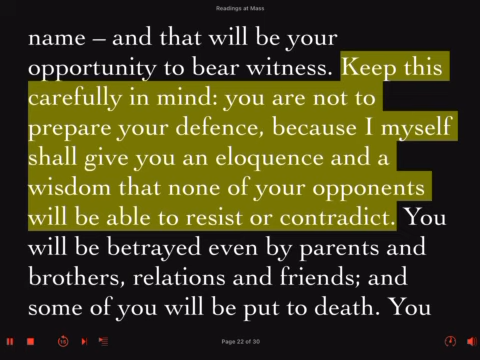 Readings at Mass
name – and that will be your
opportunity to bear witness. Keep this
carefully in mind: you are not to
prepare your defence, because I myself
shall give you an eloquence and a
wisdom that none of your opponents
will be able to resist or contradict. You
will be betrayed even by parents and
brothers, relations and friends; and
some of you will be put to death. You
15
Page 22 of 30